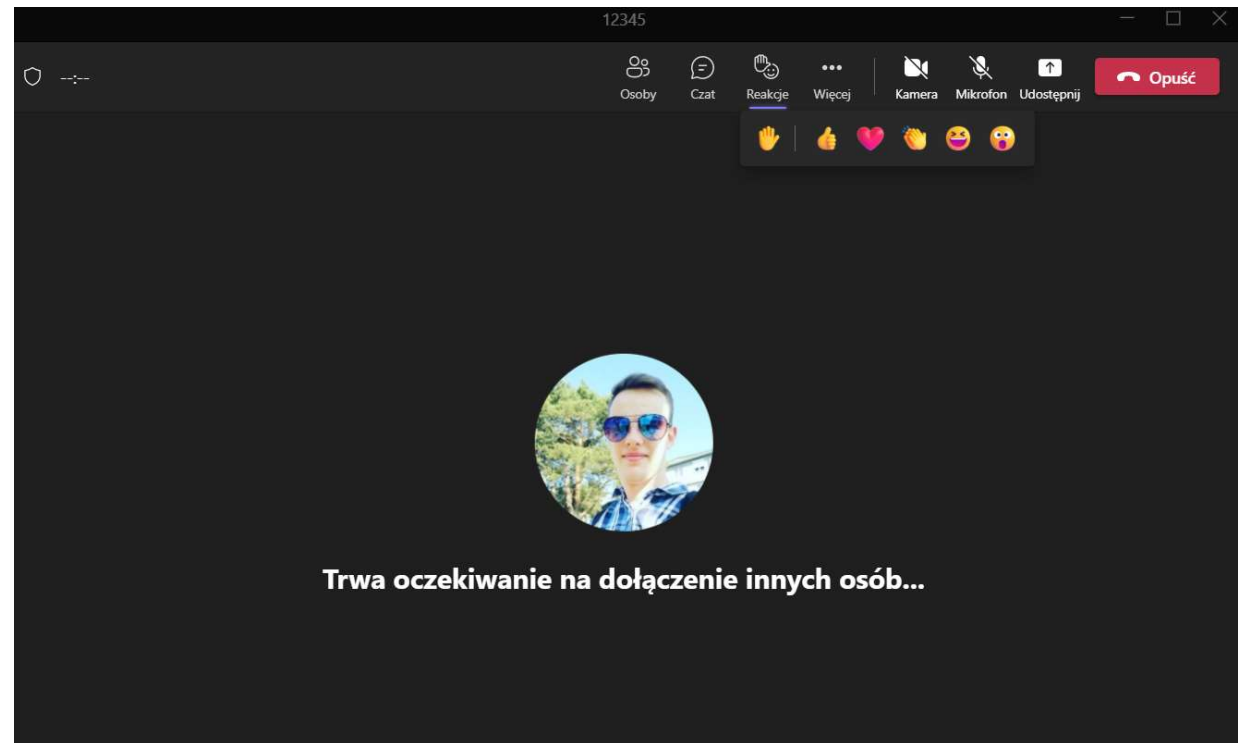 12345
--:--
Osoby
Czat
Reakcje
Więcej
Kamera
Mikrofon
Udostępnij
Opuść
Trwa oczekiwanie na dołączenie innych osób...